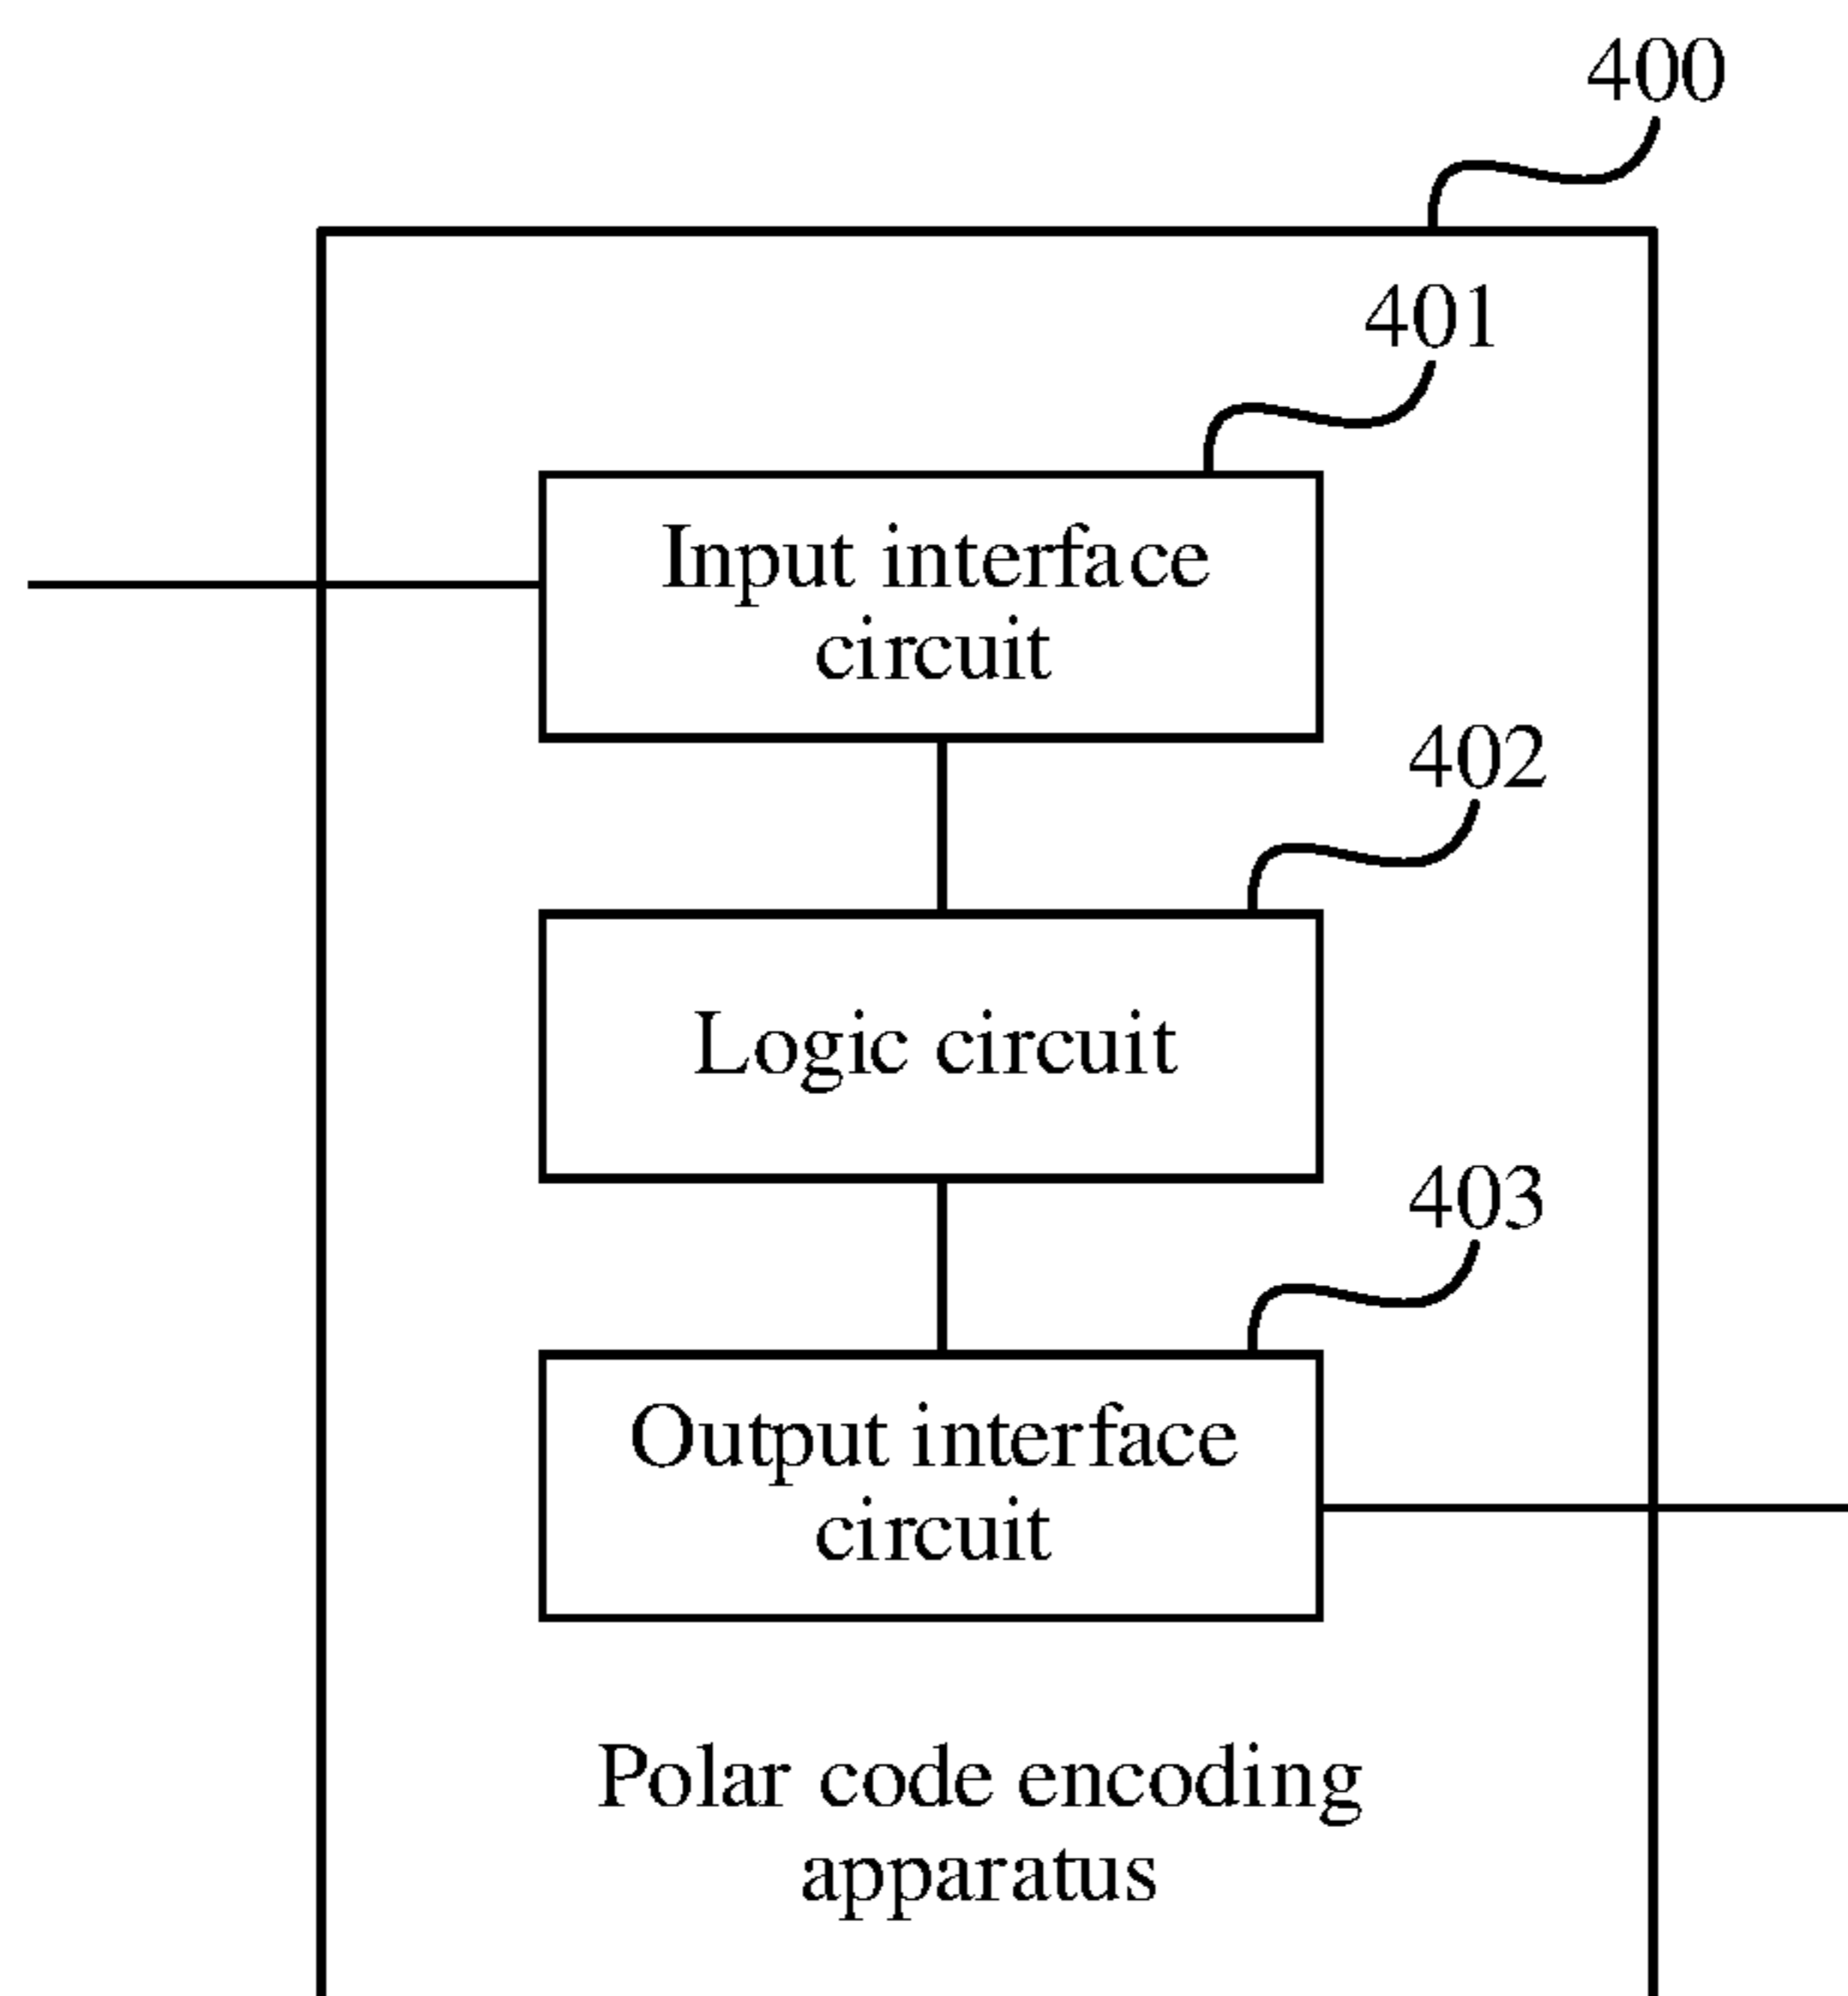 400
401
Input interface
circuit
402
Logic circuit
403
Output interface
circuit
Polar code encoding
apparatus